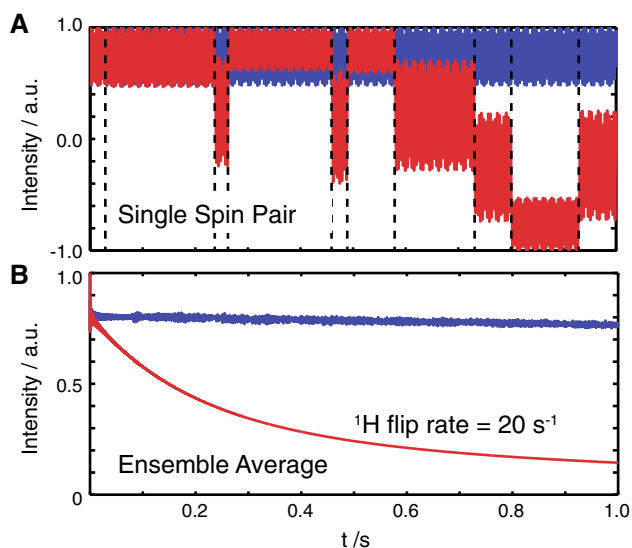 A
1.0
0.0
-1.0
Intensity / a.u.
Single Spin Pair
B
1.0
0.5
0
Intensity / a.u.
¹H flip rate = 20 s⁻¹
Ensemble Average
0.2 0.4 0.6 0.8 1.0
t /s